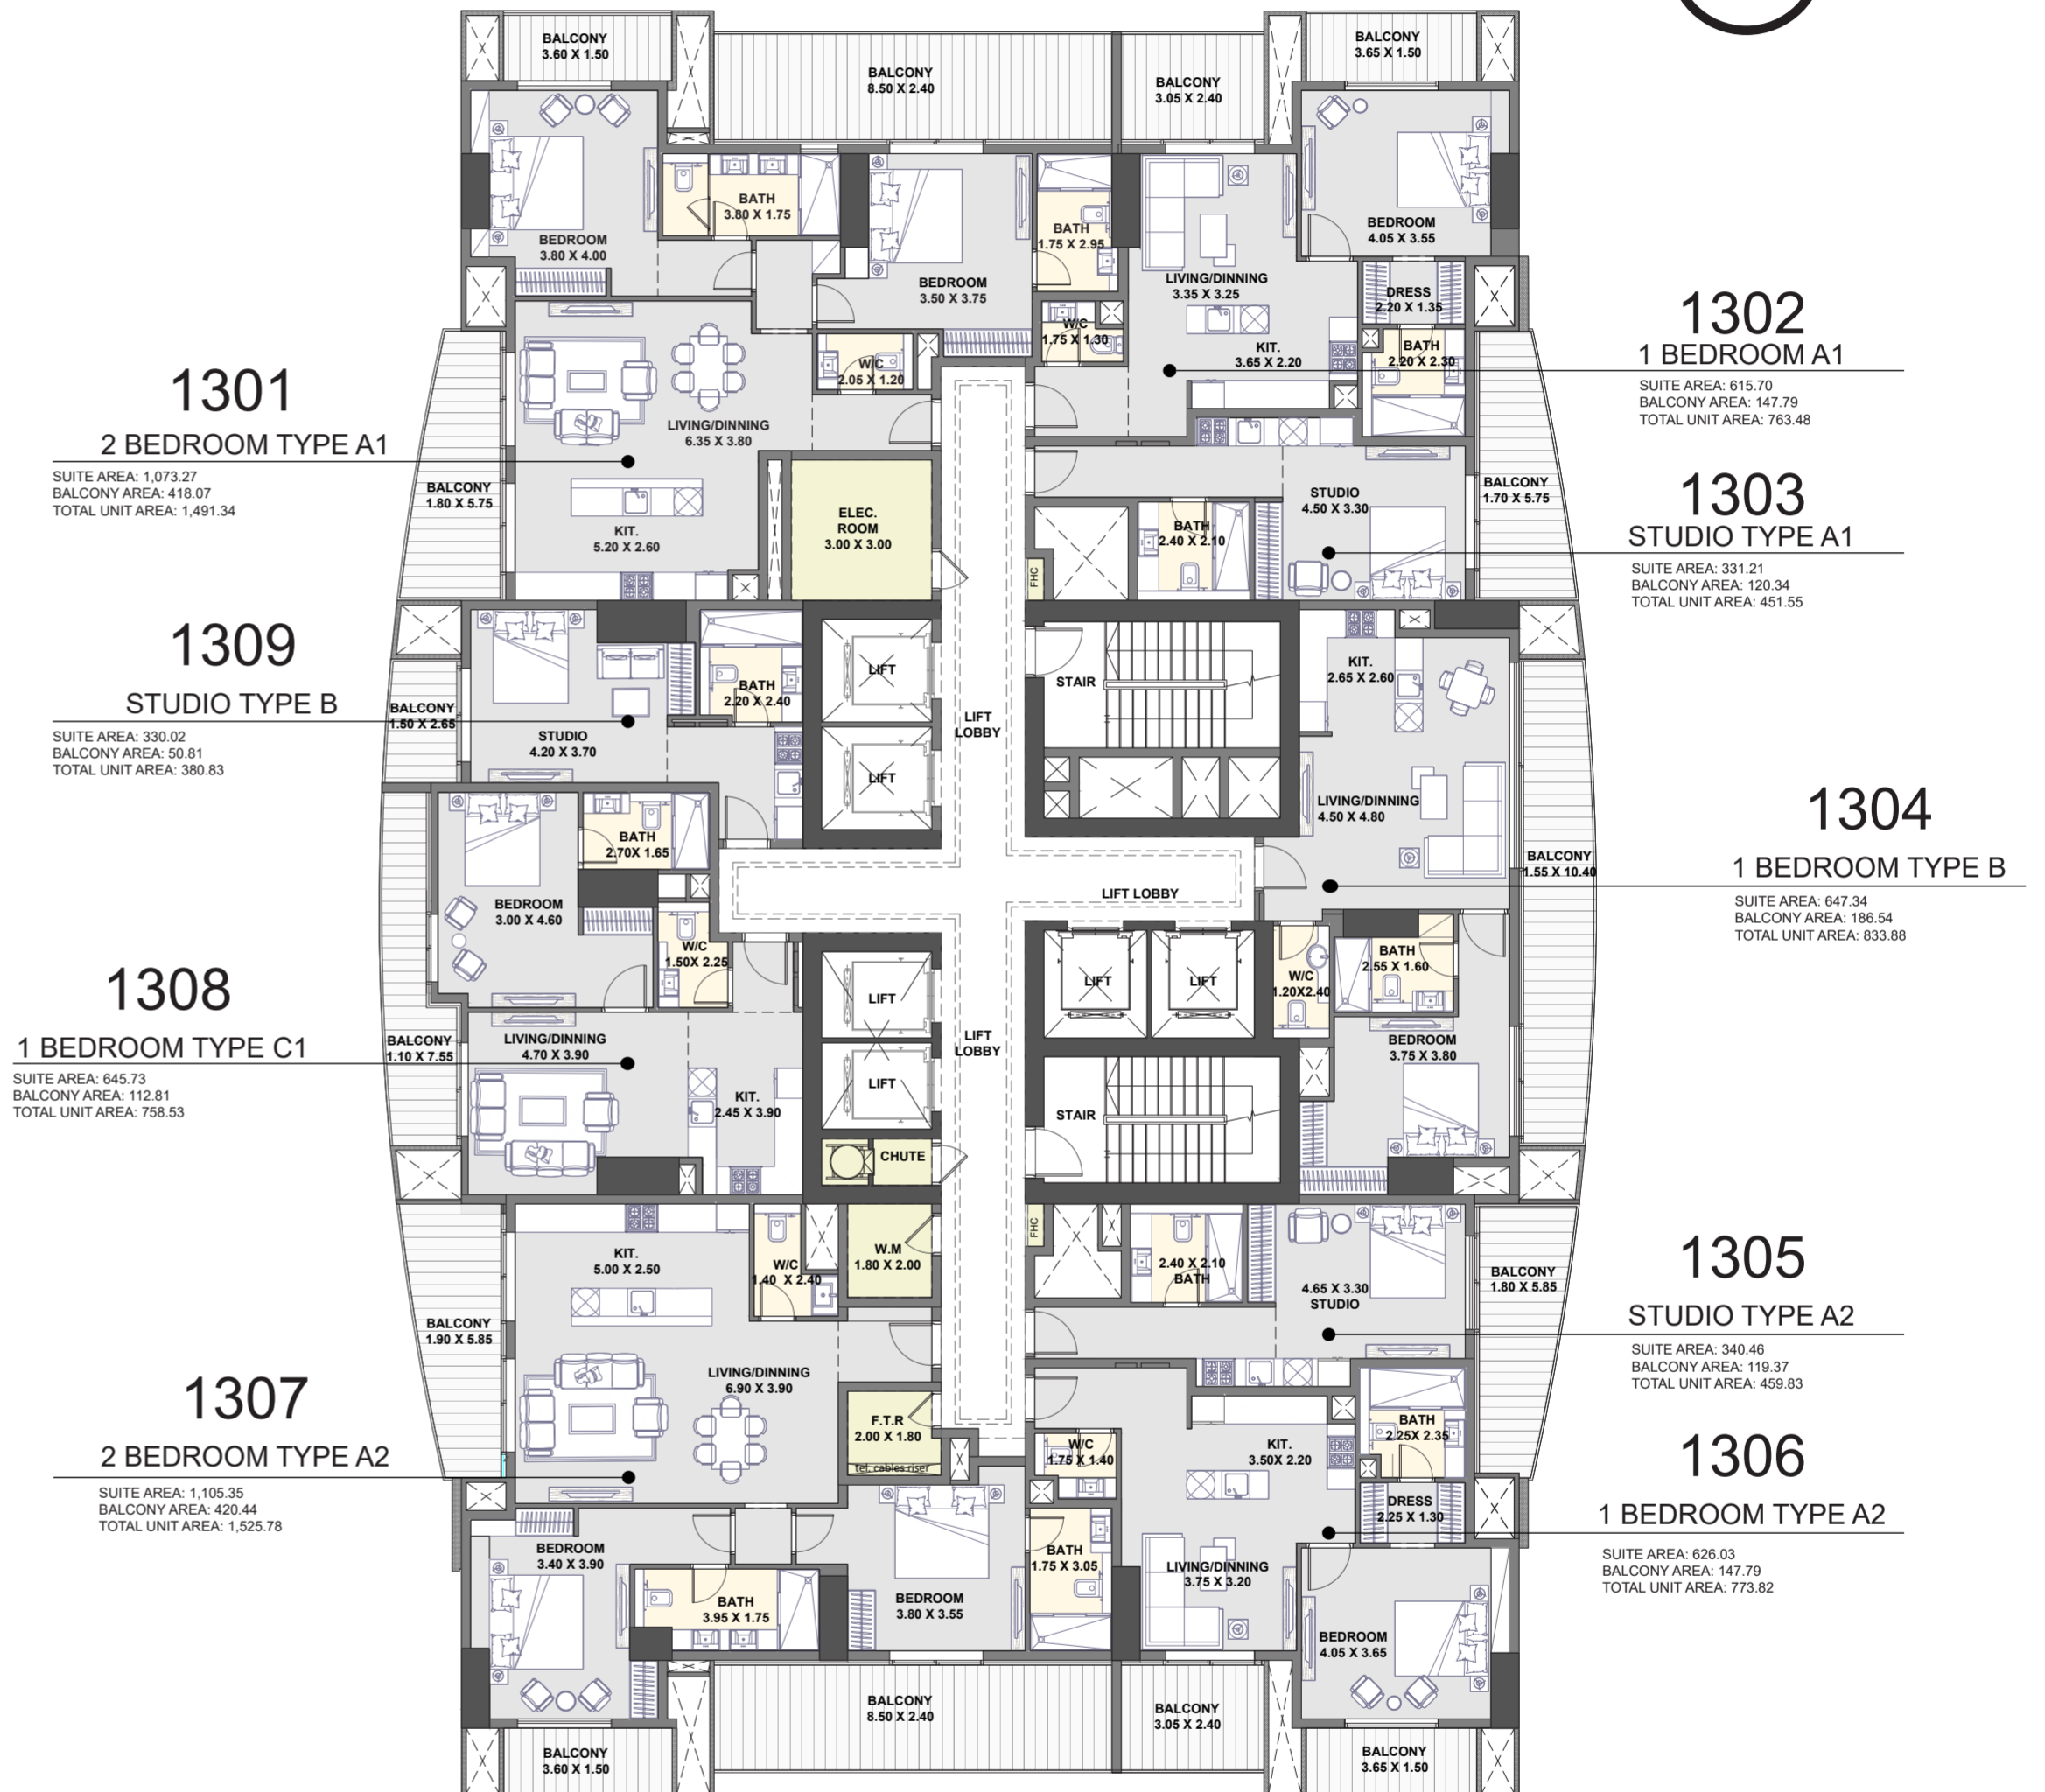 BALCONY
3.60 X 1.50
BALCONY
8.50 X 2.40
BALCONY
3.05 X 2.40
BALCONY
3.65 X 1.50
BEDROOM
3.80 X 4.00
BATH
3.80 X 1.75
BEDROOM
3.50 X 3.75
BATH
1.75 X 2.95
LIVING/DINNING
3.35 X 3.25
BEDROOM
4.05 X 3.55
DRESS
2.20 X 1.35
W/C
1.75 X 1.30
KIT.
3.65 X 2.20
BATH
2.20 X 2.30
W/C
2.05 X 1.20
1302
1 BEDROOM A1
SUITE AREA: 615.70
BALCONY AREA: 147.79
TOTAL UNIT AREA: 763.48
1301
2 BEDROOM TYPE A1
SUITE AREA: 1,073.27
BALCONY AREA: 418.07
TOTAL UNIT AREA: 1,491.34
LIVING/DINNING
6.35 X 3.80
BALCONY
1.80 X 5.75
KIT.
5.20 X 2.60
ELEC.
ROOM
3.00 X 3.00
FHC
BATH
2.40 X 2.10
STUDIO
4.50 X 3.30
BALCONY
1.70 X 5.75
1303
STUDIO TYPE A1
SUITE AREA: 331.21
BALCONY AREA: 120.34
TOTAL UNIT AREA: 451.55
1309
STUDIO TYPE B
SUITE AREA: 330.02
BALCONY AREA: 50.81
TOTAL UNIT AREA: 380.83
BALCONY
1.50 X 2.65
STUDIO
4.20 X 3.70
BATH
2.20 X 2.40
LIFT
LIFT
LIFT
LOBBY
STAIR
KIT.
2.65 X 2.60
LIVING/DINNING
4.50 X 4.80
BALCONY
1.55 X 10.40
1304
1 BEDROOM TYPE B
SUITE AREA: 647.34
BALCONY AREA: 186.54
TOTAL UNIT AREA: 833.88
BATH
2.70X 1.65
BEDROOM
3.00 X 4.60
W/C
1.50X 2.25
LIFT LOBBY
LIFT
LIFT
W/C
1.20X2.40
BATH
2.55 X 1.60
BEDROOM
3.75 X 3.80
1308
1 BEDROOM TYPE C1
SUITE AREA: 645.73
BALCONY AREA: 112.81
TOTAL UNIT AREA: 758.53
BALCONY
1.10 X 7.55
LIVING/DINNING
4.70 X 3.90
KIT.
2.45 X 3.90
LIFT
LIFT
LIFT
LOBBY
CHUTE
STAIR
KIT.
5.00 X 2.50
W/C
1.40 X 2.40
W.M
1.80 X 2.00
FHC
2.40 X 2.10
BATH
4.65 X 3.30
STUDIO
BALCONY
1.80 X 5.85
1305
STUDIO TYPE A2
SUITE AREA: 340.46
BALCONY AREA: 119.37
TOTAL UNIT AREA: 459.83
BALCONY
1.90 X 5.85
LIVING/DINNING
6.90 X 3.90
F.T.R
2.00 X 1.80
tel. cables riser
1307
2 BEDROOM TYPE A2
SUITE AREA: 1,105.35
BALCONY AREA: 420.44
TOTAL UNIT AREA: 1,525.78
W/C
1.75 X 1.40
KIT.
3.50X 2.20
BATH
2.25X 2.35
DRESS
2.25 X 1.30
1306
1 BEDROOM TYPE A2
SUITE AREA: 626.03
BALCONY AREA: 147.79
TOTAL UNIT AREA: 773.82
BEDROOM
3.40 X 3.90
BATH
3.95 X 1.75
BEDROOM
3.80 X 3.55
BATH
1.75 X 3.05
LIVING/DINNING
3.75 X 3.20
BEDROOM
4.05 X 3.65
BALCONY
8.50 X 2.40
BALCONY
3.05 X 2.40
BALCONY
3.60 X 1.50
BALCONY
3.65 X 1.50